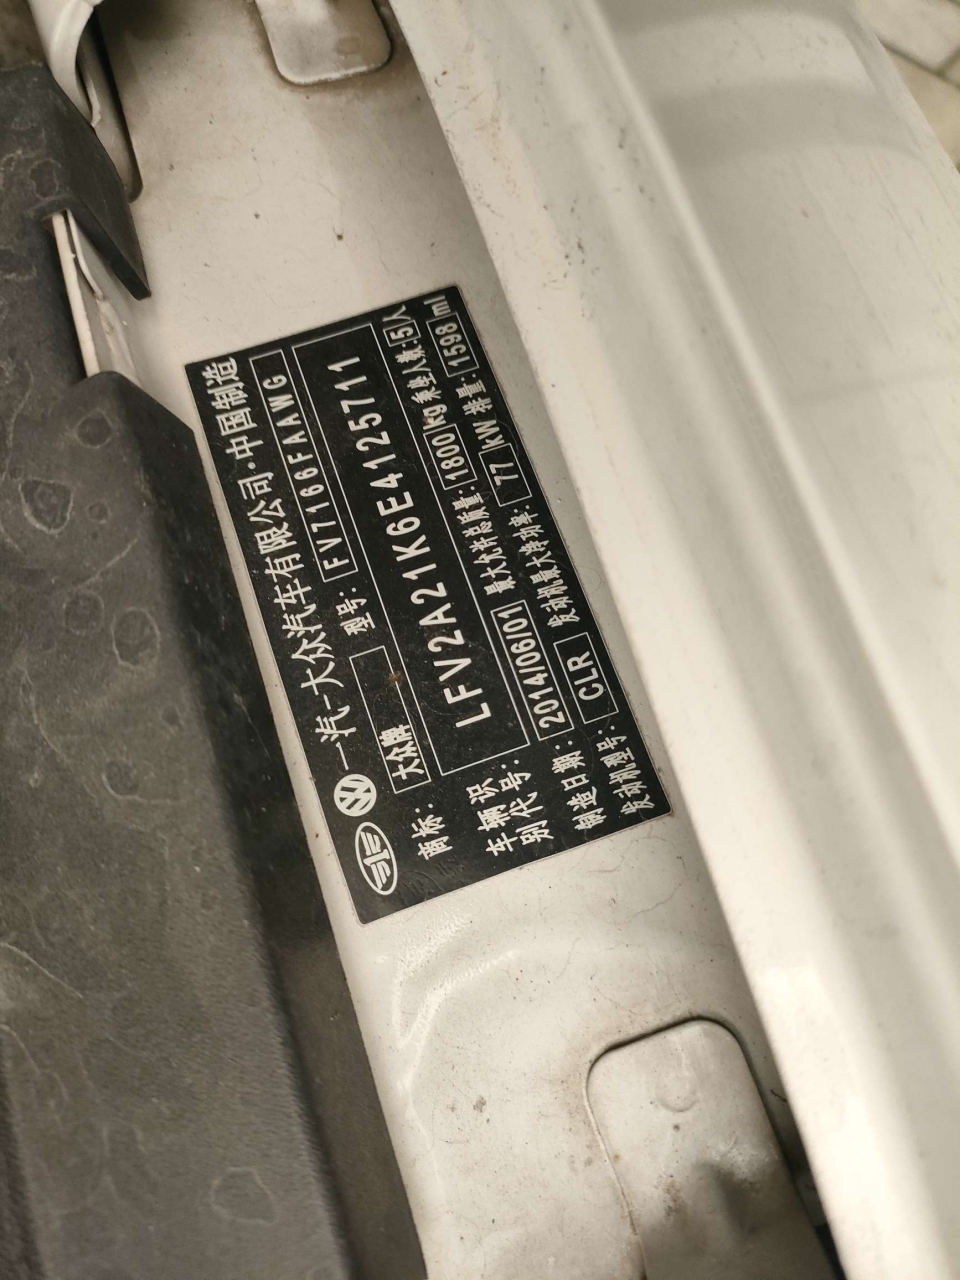 一汽-大众汽车有限公司·中国制造
商标: 大众牌 型号: FV7166FAAWG
车辆识别代号: LFV2A21K6E4125711
制造日期: 2014/06/01 最大允许总质量: 1800 kg 乘坐人数: 5 人
发动机型号: CLR 发动机最大净功率: 77 kW 排量: 1598 ml